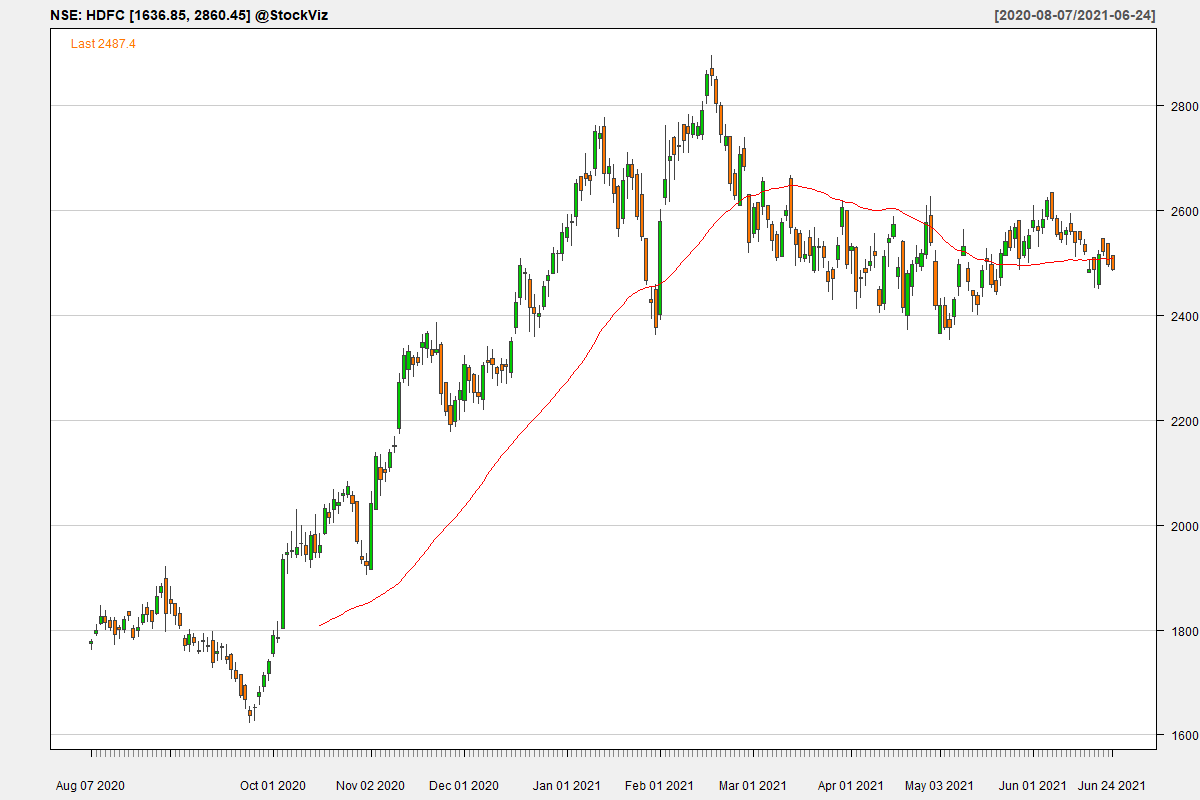 NSE: HDFC [1636.85, 2860.45] @StockViz [2020-08-07/2021-06-24]
Last 2487.4
2800
2600
2400
2200
2000
1800
1600
Aug 07 2020 Oct 01 2020 Nov 02 2020 Dec 01 2020 Jan 01 2021 Feb 01 2021 Mar 01 2021 Apr 01 2021 May 03 2021 Jun 01 2021 Jun 24 2021